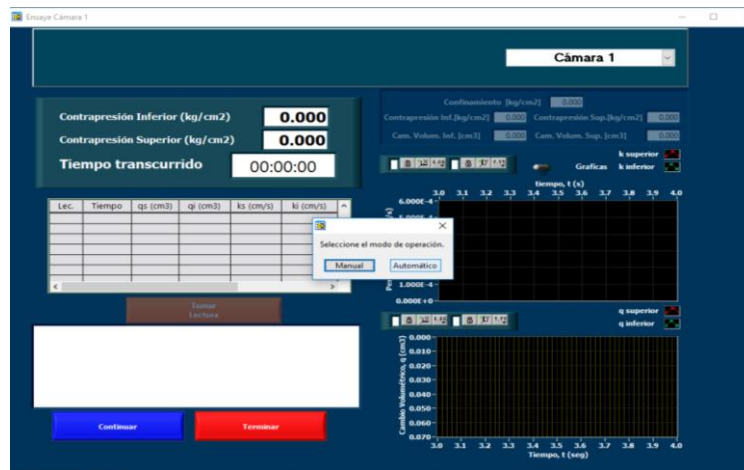 Ensaye Cámara 1
Cámara 1
Contrapresión Inferior (kg/cm2) 0.000
Contrapresión Superior (kg/cm2) 0.000
Tiempo transcurrido 00:00:00
Confinamiento [kg/cm2] 0.000
Contrapresión Inf.[kg/cm2] 0.000 Contrapresión Sup.[kg/cm2] 0.000
Cam. Volum. Inf. [cm3] 0.000 Cam. Volum. Sup. [cm3] 0.000
k superior
Graficas k inferior
tiempo, t (s)
3.0 3.1 3.2 3.3 3.4 3.5 3.6 3.7 3.8 3.9 4.0
6.000E-4
1.000E-4
0.000E+0
Lec. Tiempo qs (cm3) qi (cm3) ks (cm/s) ki (cm/s)
Seleccione el modo de operación.
Manual Automático
Tomar
Lectura
Continuar Terminar
q superior
q inferior
Cambio Volumétrico, q (cm3)
0.000
0.010
0.020
0.030
0.040
0.050
0.060
0.070
3.0 3.1 3.2 3.3 3.4 3.5 3.6 3.7 3.8 3.9 4.0
Tiempo, t (seg)